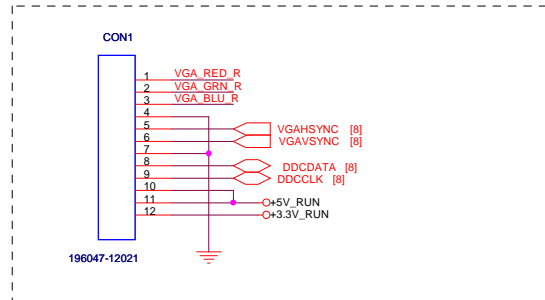 CON1
1 VGA_RED_R
2 VGA_GRN_R
3 VGA_BLU_R
4
5 VGAHSYNC [8]
6 VGAVSYNC [8]
7
8 DDCDATA [8]
9 DDCCLK [8]
10
11 +5V_RUN
12 +3.3V_RUN
196047-12021